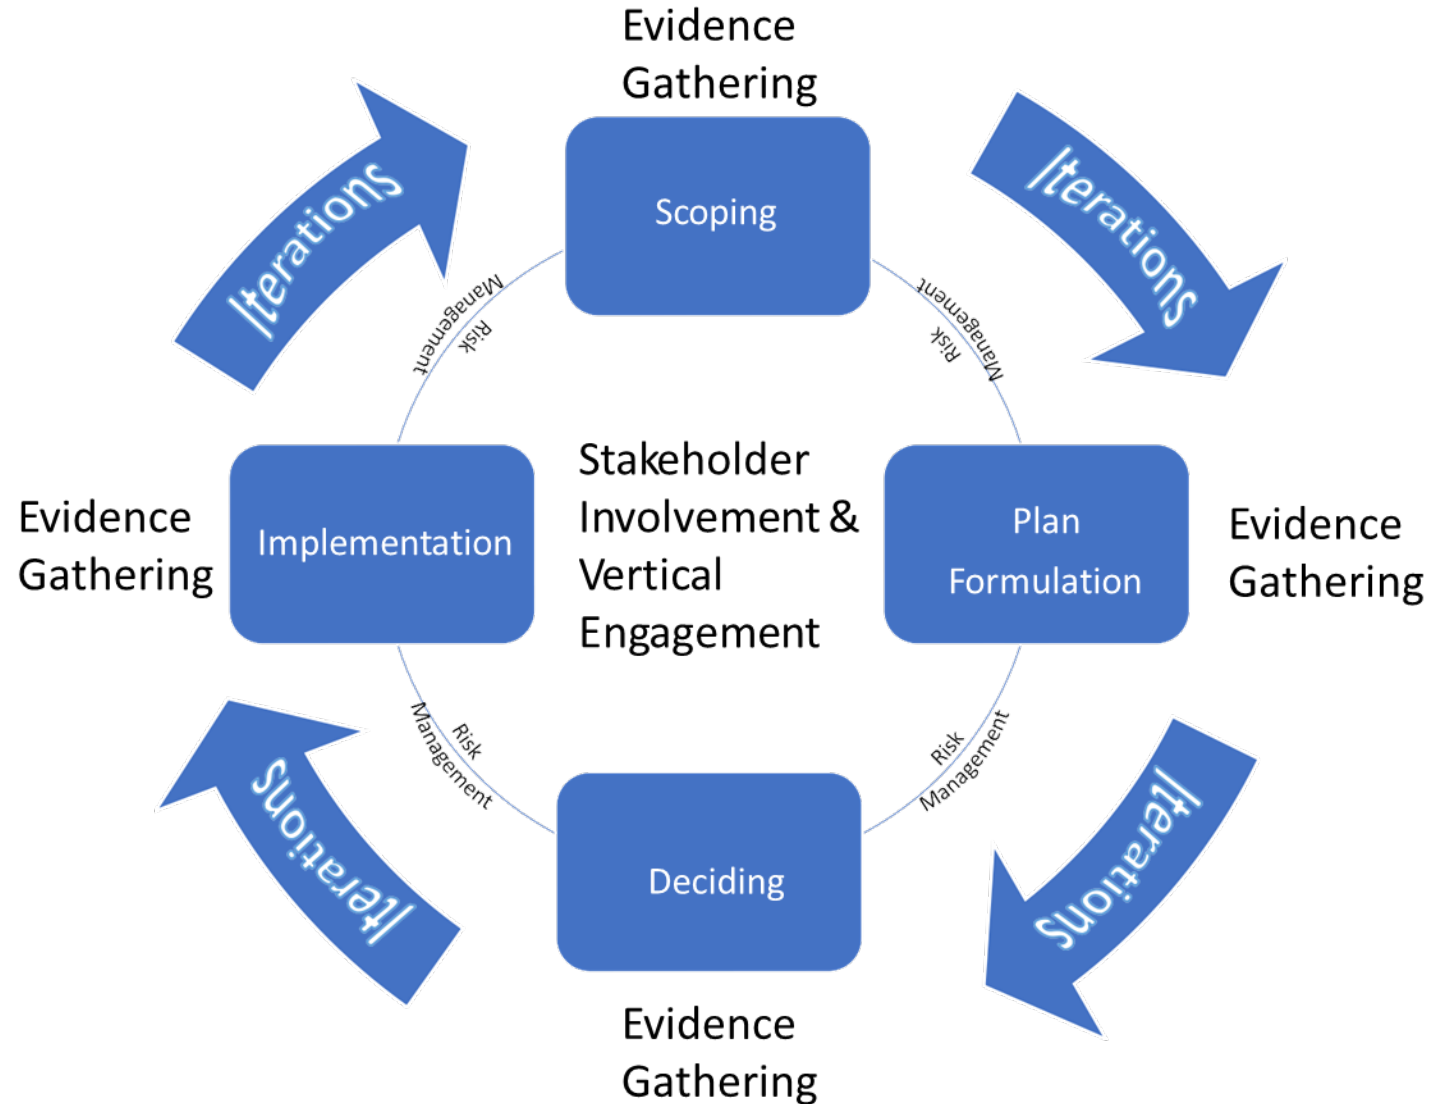 Evidence
Gathering
Scoping
Iterations
Iterations
Risk
Management
Risk
Management
Evidence
Gathering
Implementation
Stakeholder
Involvement &
Vertical
Engagement
Plan
Formulation
Evidence
Gathering
Risk
Management
Risk
Management
Iterations
Iterations
Deciding
Evidence
Gathering